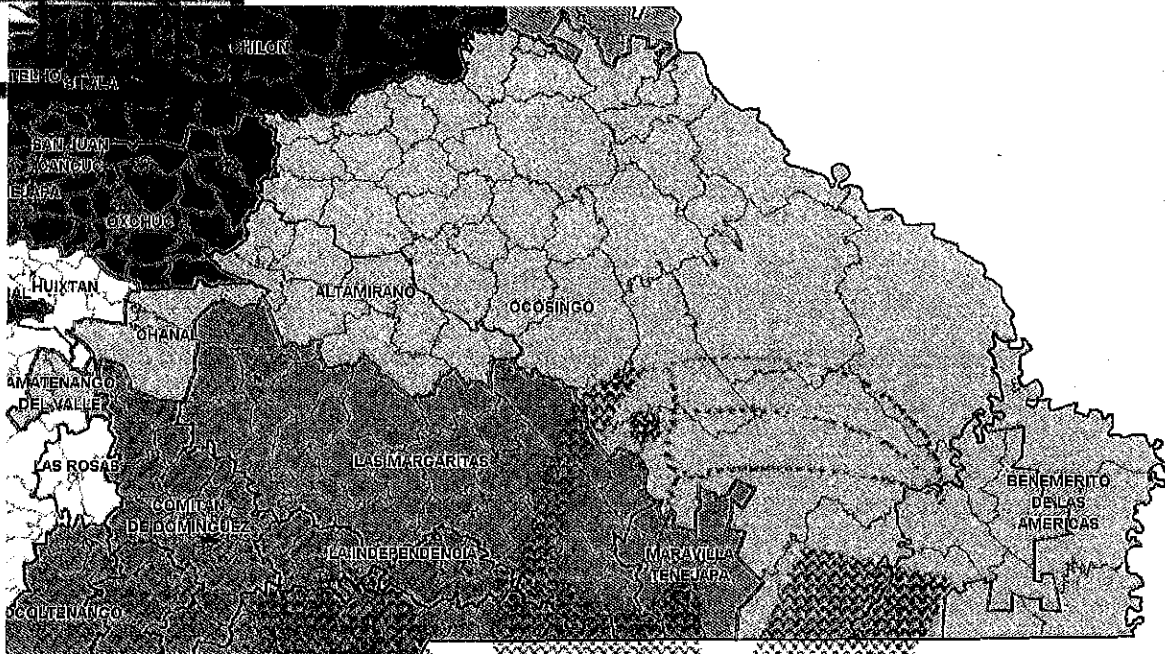 CHILON
SITALA
SAN JUAN
CANCUC
OXCHUC
HUIXTAN
CHANAL
ALTAMIRANO
OCOSINGO
AMATENANGO
DEL VALLE
LAS ROSAS
LAS MARGARITAS
COMITAN
DE DOMINGUEZ
LA INDEPENDENCIA
MARAVILLA
TENEJAPA
BENEMERITO
DE LAS
AMERICAS
OCOLTENANGO